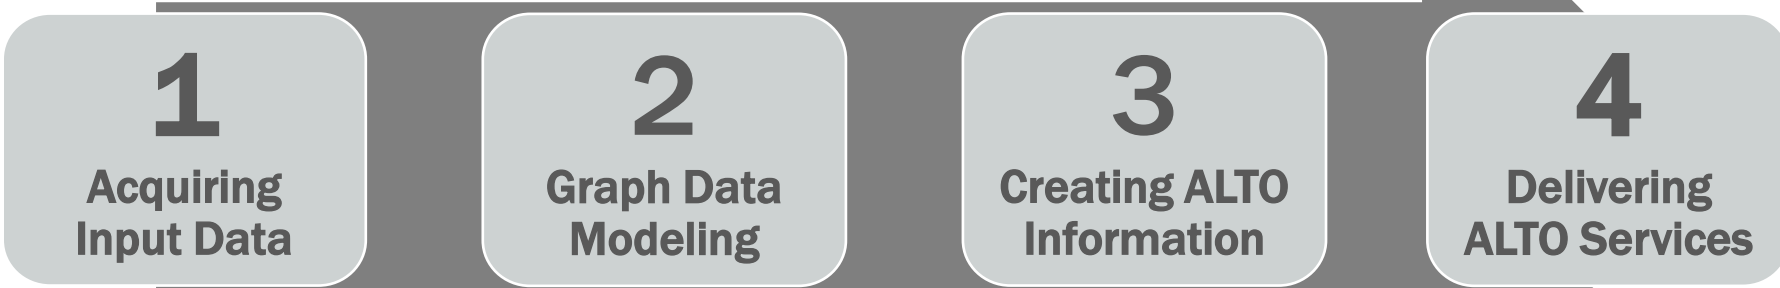 1
Acquiring
Input Data
2
Graph Data
Modeling
3
Creating ALTO
Information
4
Delivering
ALTO Services